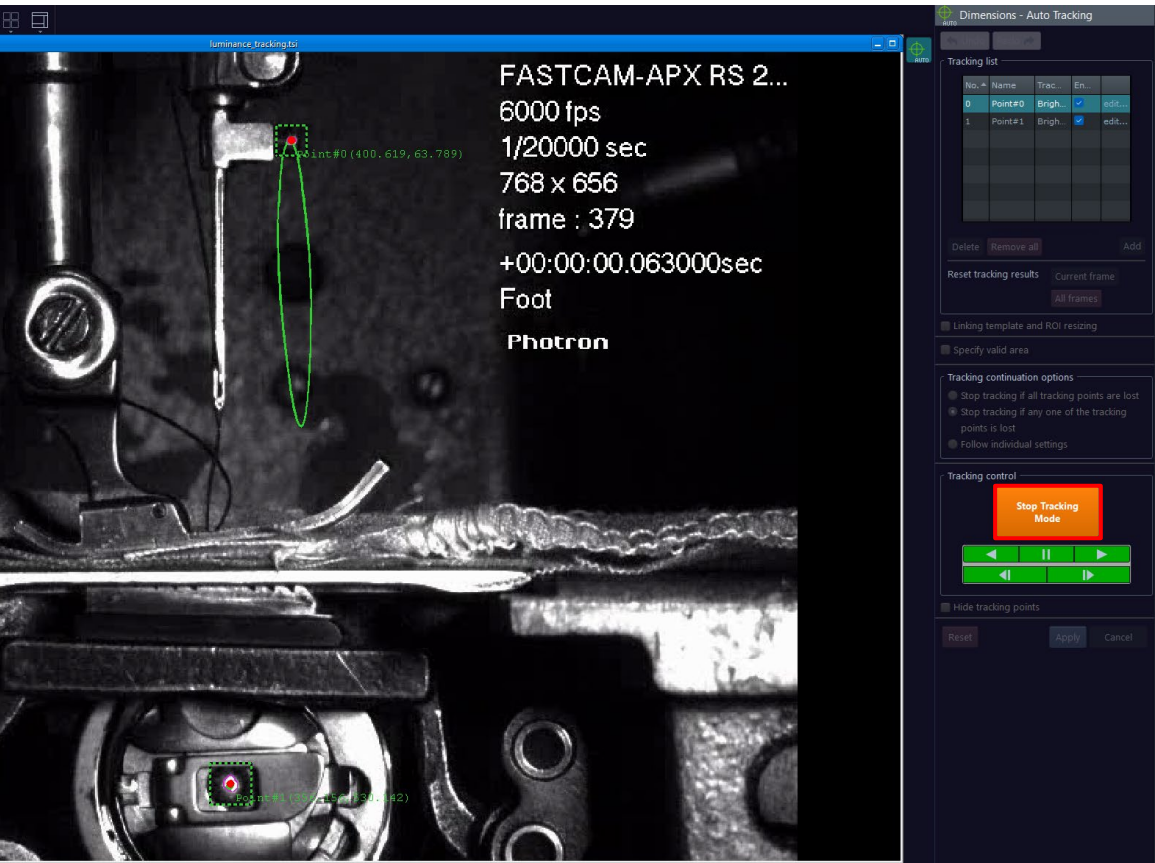 luminance_tracking.tsi
AUTO
FASTCAM-APX RS 2...
6000 fps
1/20000 sec
768 x 656
frame : 379
+00:00:00.063000sec
Foot
Photron
Point#0(400.619,63.789)
AUTO
Dimensions - Auto Tracking
Tracking list
No. Name Trac... En...
0 Point#0 Brigh... edit...
1 Point#1 Brigh... edit...
Delete Remove all Add
Reset tracking results Current frame
All frames
Linking template and ROI resizing
Specify valid area
Tracking continuation options
Stop tracking if all tracking points are lost
Stop tracking if any one of the tracking
points is lost
Follow individual settings
Tracking control
Stop Tracking
Mode
Hide tracking points
Reset Apply Cancel